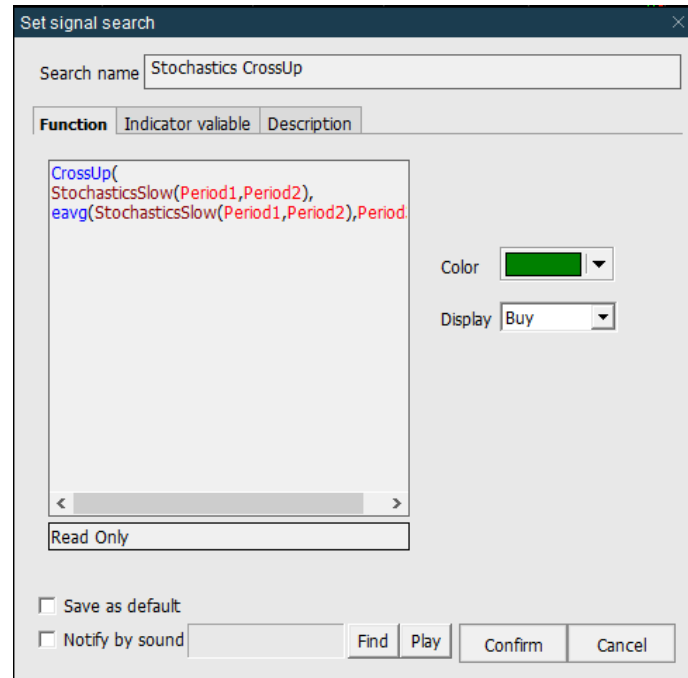 Set signal search
Search name Stochastics CrossUp
Function Indicator valiable Description
CrossUp(
StochasticsSlow(Period1,Period2),
eavg(StochasticsSlow(Period1,Period2),Period
Color
Display Buy
Read Only
Save as default
Notify by sound Find Play Confirm Cancel